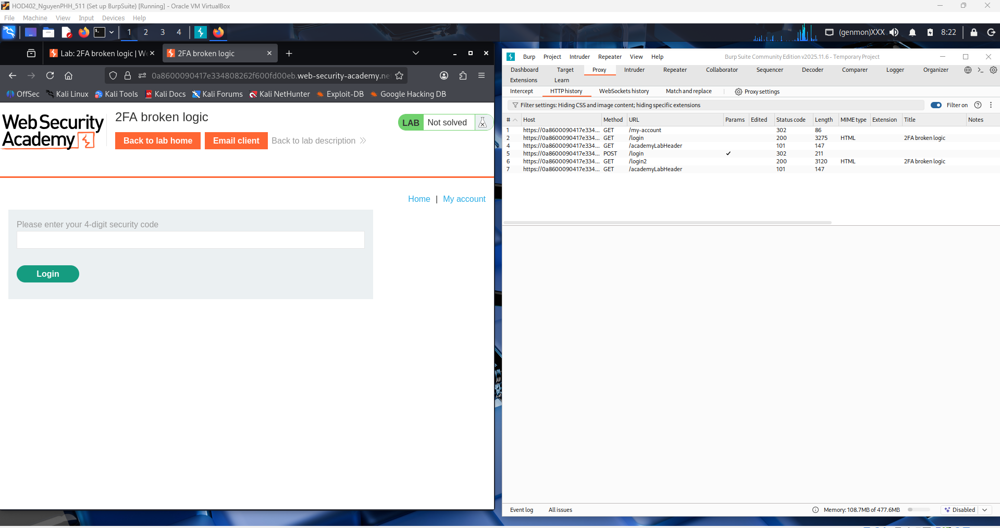 HOD402_NguyenPHH_511 (Set up BurpSuite) [Running] - Oracle VM VirtualBox
File Machine View Input Devices Help
1 2 3 4 (genmon)XXX 8:22
Lab: 2FA broken logic | We 2FA broken logic
0a8600090417e334808262f600fd00eb.web-security-academy.ne
OffSec Kali Linux Kali Tools Kali Docs Kali Forums Kali NetHunter Exploit-DB Google Hacking DB
WebSecurity Academy
2FA broken logic
LAB Not solved
Back to lab home Email client Back to lab description
Home | My account
Please enter your 4-digit security code
Login
Burp Project Intruder Repeater View Help Burp Suite Community Edition v2025.11.6 - Temporary Project
Dashboard Target Proxy Intruder Repeater Collaborator Sequencer Decoder Comparer Logger Organizer
Extensions Learn
Intercept HTTP history WebSockets history Match and replace Proxy settings
Filter settings: Hiding CSS and image content; hiding specific extensions Filter on
# Host Method URL Params Edited Status code Length MIME type Extension Title Notes
1 https://0a8600090417e334... GET /my-account 302 86
2 https://0a8600090417e334... GET /login 200 3275 HTML 2FA broken logic
4 https://0a8600090417e334... GET /academyLabHeader 101 147
5 https://0a8600090417e334... POST /login ✓ 302 211
6 https://0a8600090417e334... GET /login2 200 3120 HTML 2FA broken logic
7 https://0a8600090417e334... GET /academyLabHeader 101 147
Event log All issues Memory: 108.7MB of 477.6MB Disabled